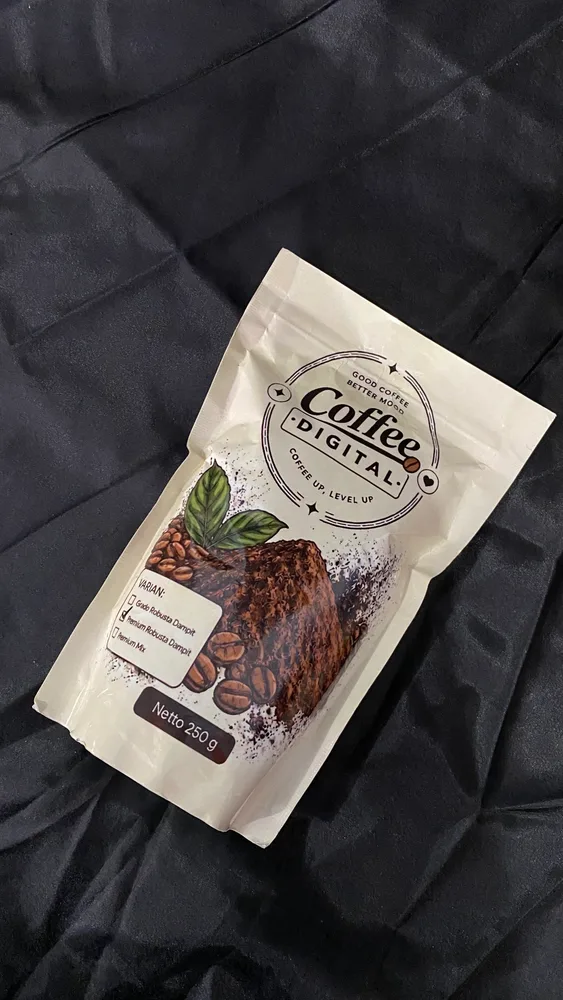 GOOD COFFEE
BETTER MOOD
Coffee
·DIGITAL·
COFFEE UP, LEVEL UP
VARIAN:
Grade Robusta Dampit
Premium Robusta Dampit
Premium Mix
Netto 250 g